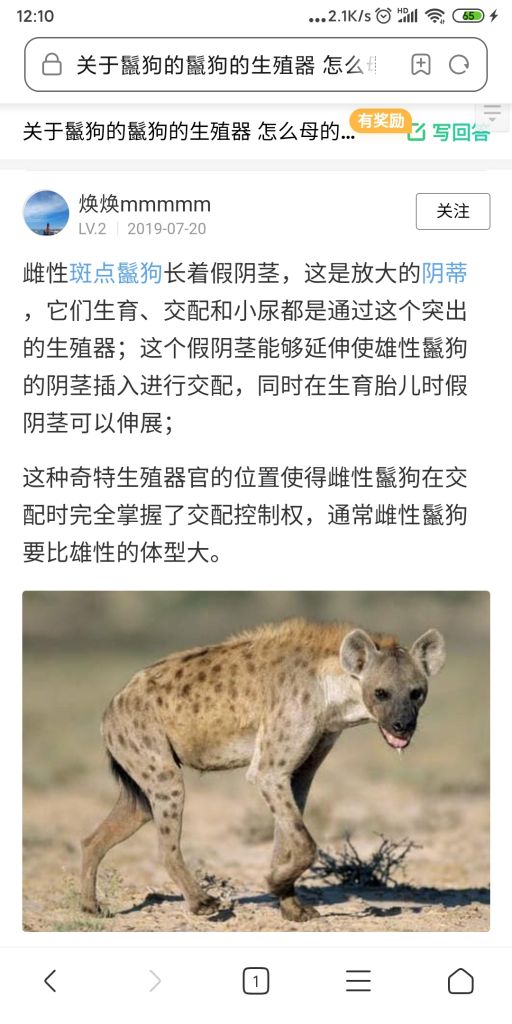 12:10
...2.1K/s HD 65
关于鬣狗的鬣狗的生殖器 怎么
关于鬣狗的鬣狗的生殖器 怎么母的...
有奖励
写回答
焕焕mmmmm
LV.2 2019-07-20
关注
雌性斑点鬣狗长着假阴茎，这是放大的阴蒂
，它们生育、交配和小尿都是通过这个突出
的生殖器；这个假阴茎能够延伸使雄性鬣狗
的阴茎插入进行交配，同时在生育胎儿时假
阴茎可以伸展；
这种奇特生殖器官的位置使得雌性鬣狗在交
配时完全掌握了交配控制权，通常雌性鬣狗
要比雄性的体型大。
1